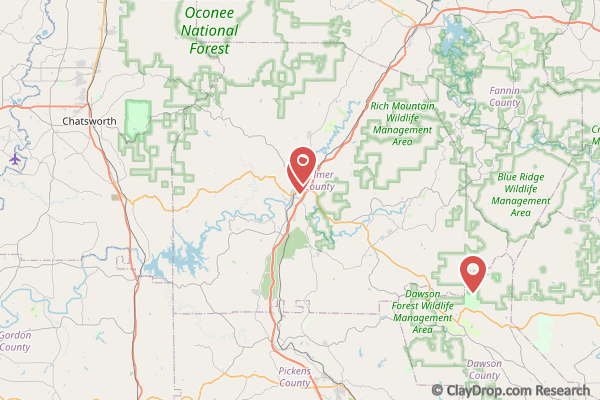 Oconee
National
Forest
Rich Mountain
Wildlife
Management
Area
Fannin
County
Chatsworth
County
Blue Ridge
Wildlife
Management
Area
Dawson
Forest Wildlife
Management
Area
Gordon
County
Pickens
County
Dawson
County
© ClayDrop.com Research